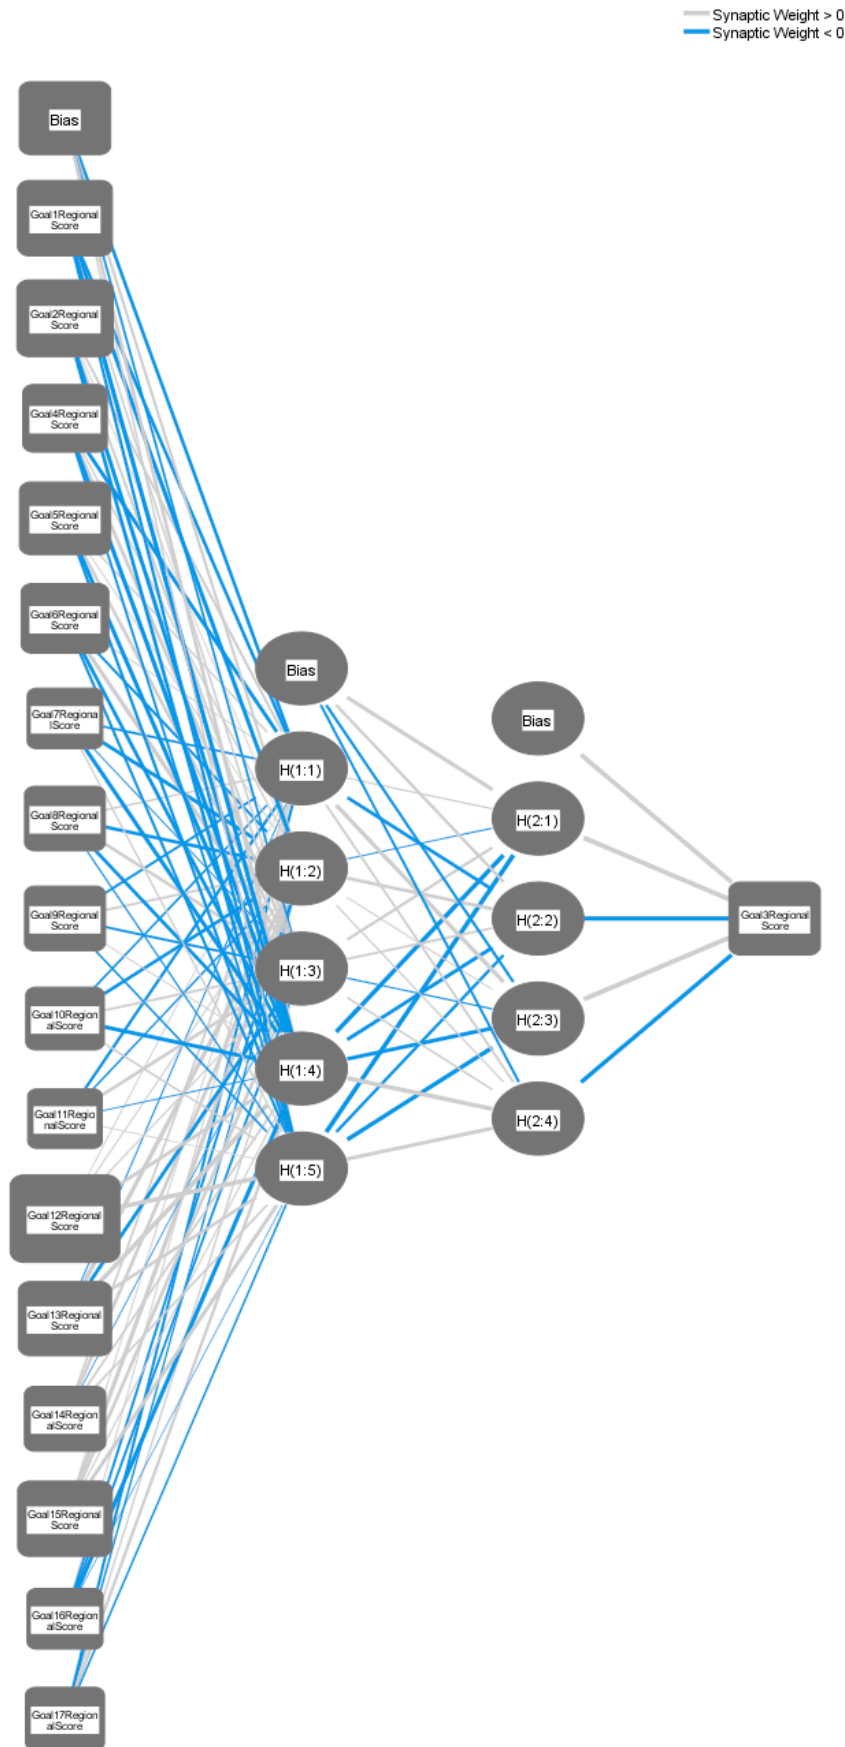 Synaptic Weight > 0
Synaptic Weight < 0
Bias
Goal1Regional
Score
Goal2Regional
Score
Goal4Regional
Score
Goal5Regional
Score
Goal6Regional
Score
Goal7Regiona
lScore
Goal8Regional
Score
Goal9Regional
Score
Goal10Region
alScore
Goal11Regio
nalScore
Goal12Regional
Score
Goal13Regional
Score
Goal14Region
alScore
Goal15Regional
Score
Goal16Region
alScore
Goal17Region
alScore
Bias
H(1:1)
H(1:2)
H(1:3)
H(1:4)
H(1:5)
Bias
H(2:1)
H(2:2)
H(2:3)
H(2:4)
Goal3Regional
Score